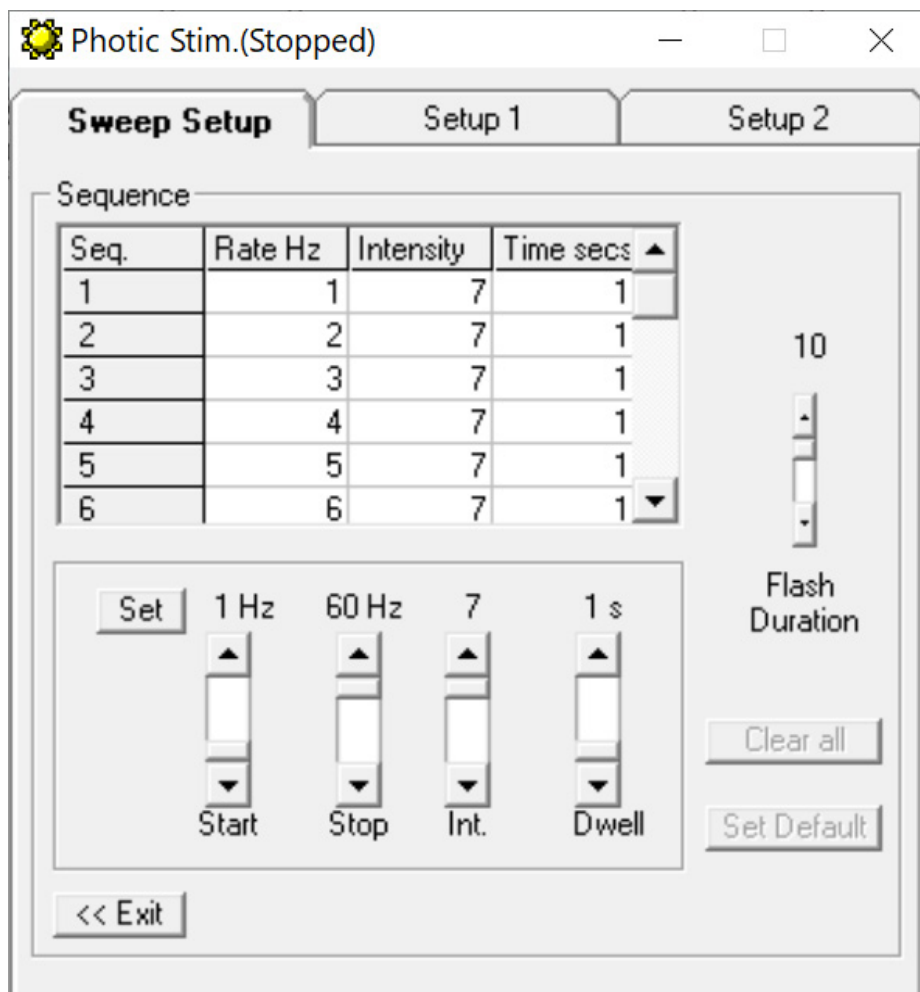 Photic Stim.(Stopped)
Sweep Setup Setup 1 Setup 2
Sequence
Seq. Rate Hz Intensity Time secs
1 1 7 1
2 2 7 1
3 3 7 1
4 4 7 1
5 5 7 1
6 6 7 1
10
Flash
Duration
Set 1 Hz 60 Hz 7 1 s
Start Stop Int. Dwell
Clear all
Set Default
<< Exit